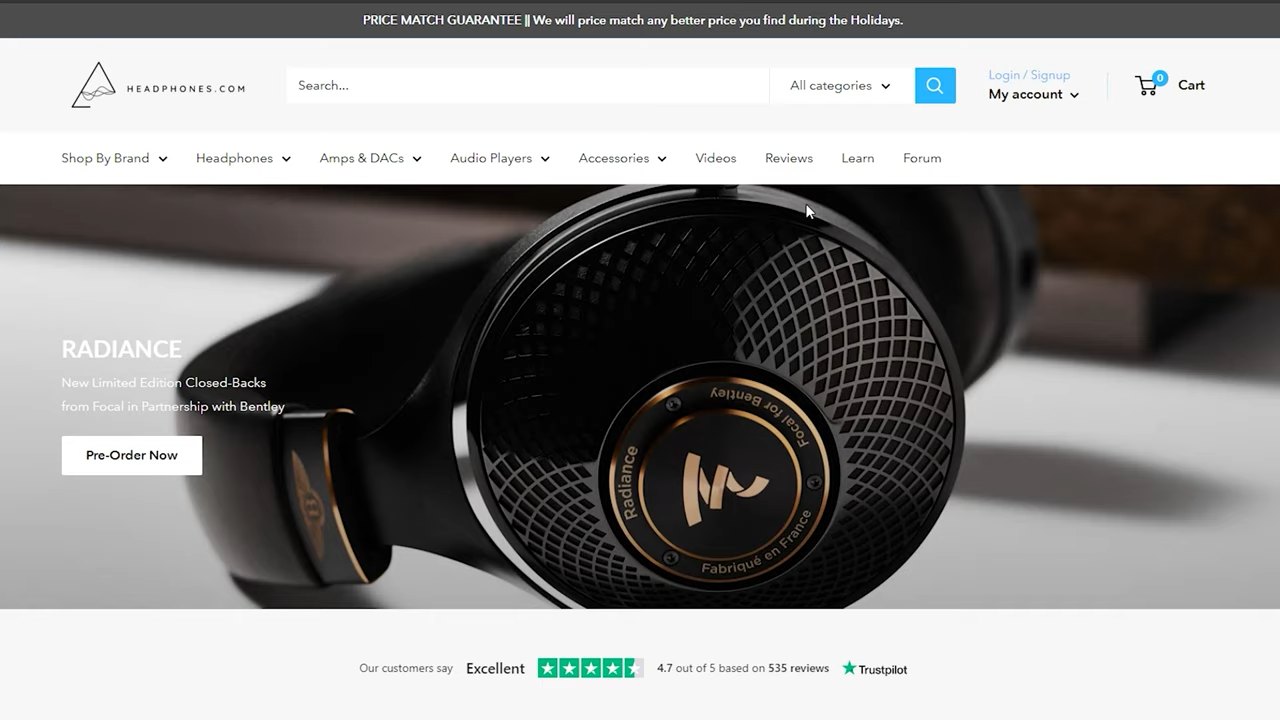 PRICE MATCH GUARANTEE || We will price match any better price you find during the Holidays.
HEADPHONES.COM
Search...
All categories
Login / Signup
My account
0
Cart
Shop By Brand
Headphones
Amps & DACs
Audio Players
Accessories
Videos
Reviews
Learn
Forum
RADIANCE
New Limited Edition Closed-Backs
from Focal in Partnership with Bentley
Pre-Order Now
Focal for Bentley
Radiance
Fabriqué en France
B
Our customers say
Excellent
4.7 out of 5 based on 535 reviews
Trustpilot